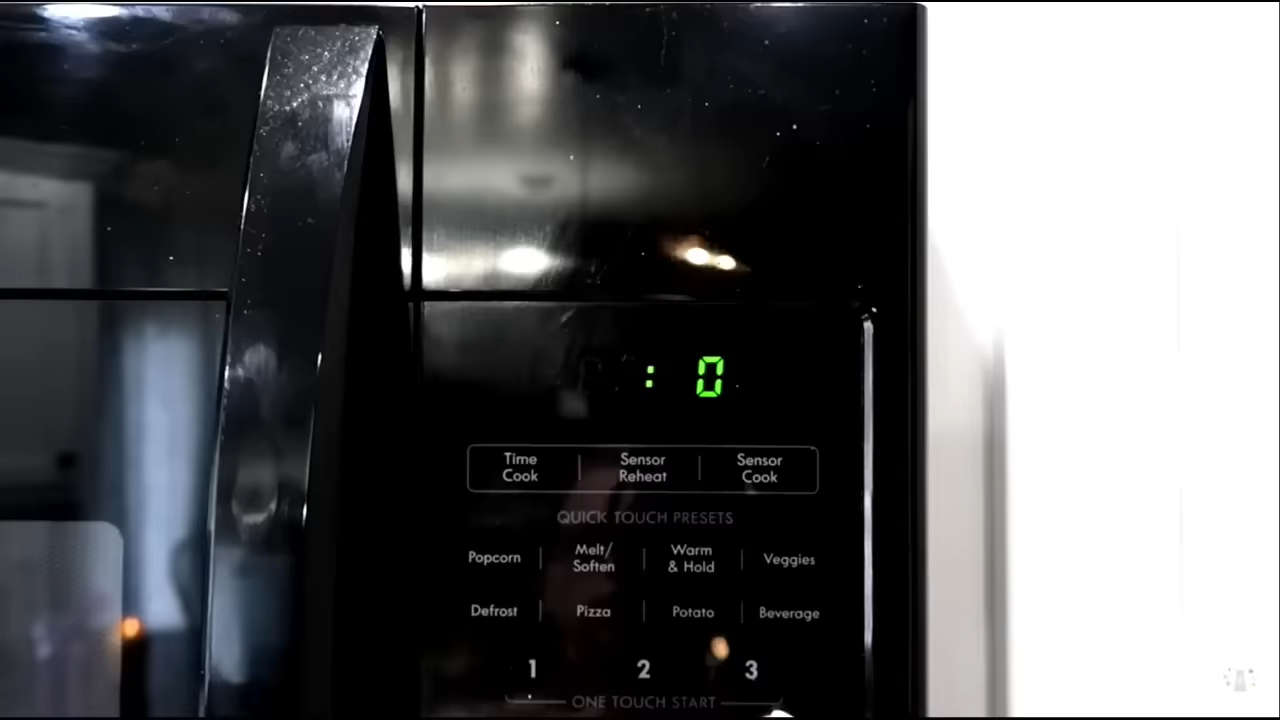 : 0
Time Cook
Sensor Reheat
Sensor Cook
QUICK TOUCH PRESETS
Popcorn
Melt/ Soften
Warm & Hold
Veggies
Defrost
Pizza
Potato
Beverage
1 2 3
ONE TOUCH START